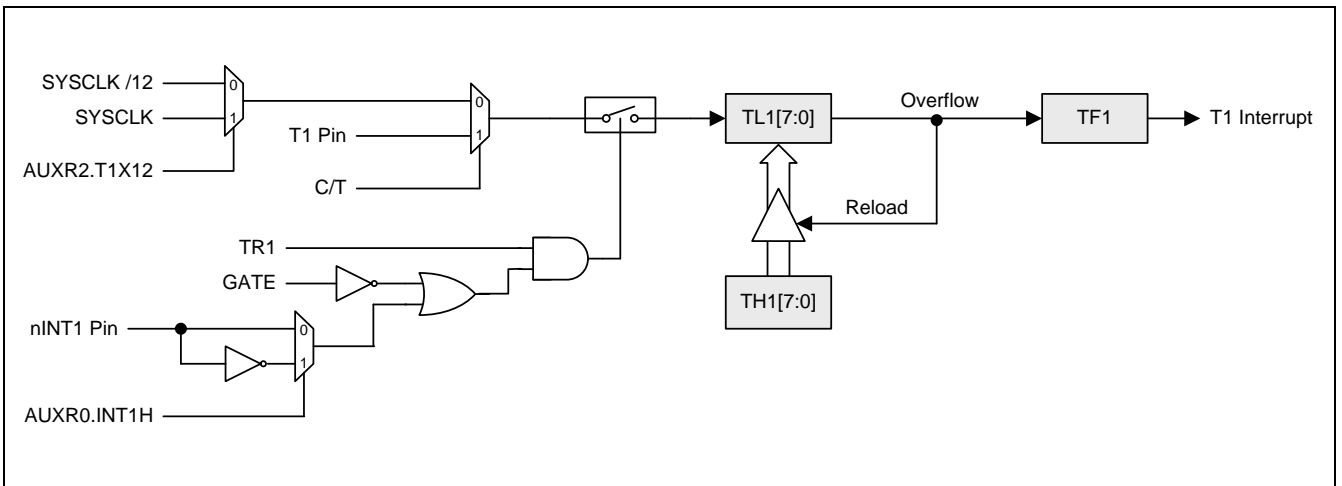 SYSCLK /12
0
SYSCLK
1
AUXR2.T1X12
T1 Pin
0
1
C/T
TL1[7:0]
Overflow
TF1
T1 Interrupt
Reload
TH1[7:0]
TR1
GATE
nINT1 Pin
0
1
AUXR0.INT1H